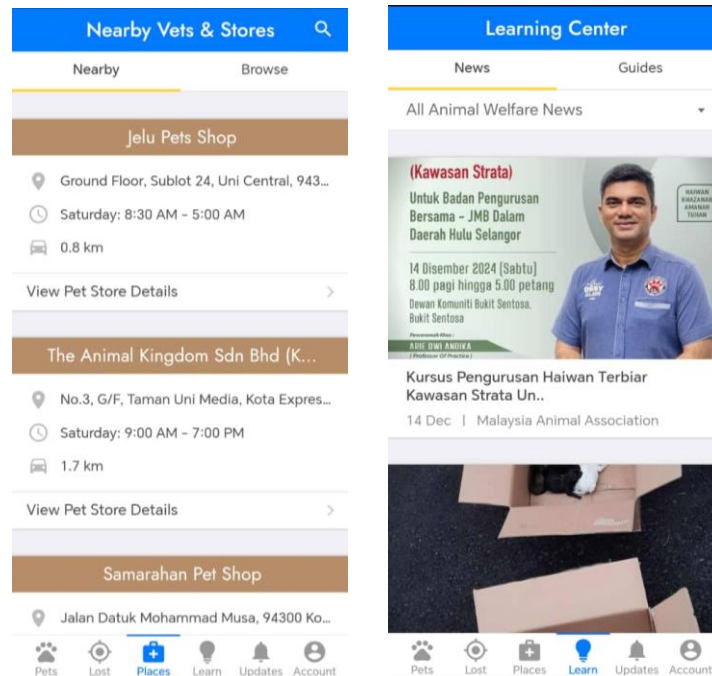 Nearby Vets & Stores
Nearby
Browse
Jelu Pets Shop
Ground Floor, Sublot 24, Uni Central, 943...
Saturday: 8:30 AM - 5:00 AM
0.8 km
View Pet Store Details
The Animal Kingdom Sdn Bhd (K...
No.3, G/F, Taman Uni Media, Kota Expres...
Saturday: 9:00 AM - 7:00 PM
1.7 km
View Pet Store Details
Samarahan Pet Shop
Jalan Datuk Mohammad Musa, 94300 Ko...
Pets
Lost
Places
Learn
Updates
Account
Learning Center
News
Guides
All Animal Welfare News
(Kawasan Strata)
Untuk Badan Pengurusan
Bersama - JMB Dalam
Daerah Hulu Selangor
14 Disember 2024 [Sabtu]
8.00 pagi hingga 5.00 petang
Dewan Komuniti Bukit Sentosa,
Bukit Sentosa
ARIE DWI ANDIKA
( Professor Of Practice )
HAIWAN
KHAZANAH
AMANAH
TUHAN
Kursus Pengurusan Haiwan Terbiar
Kawasan Strata Un..
14 Dec | Malaysia Animal Association
Pets
Lost
Places
Learn
Updates
Account